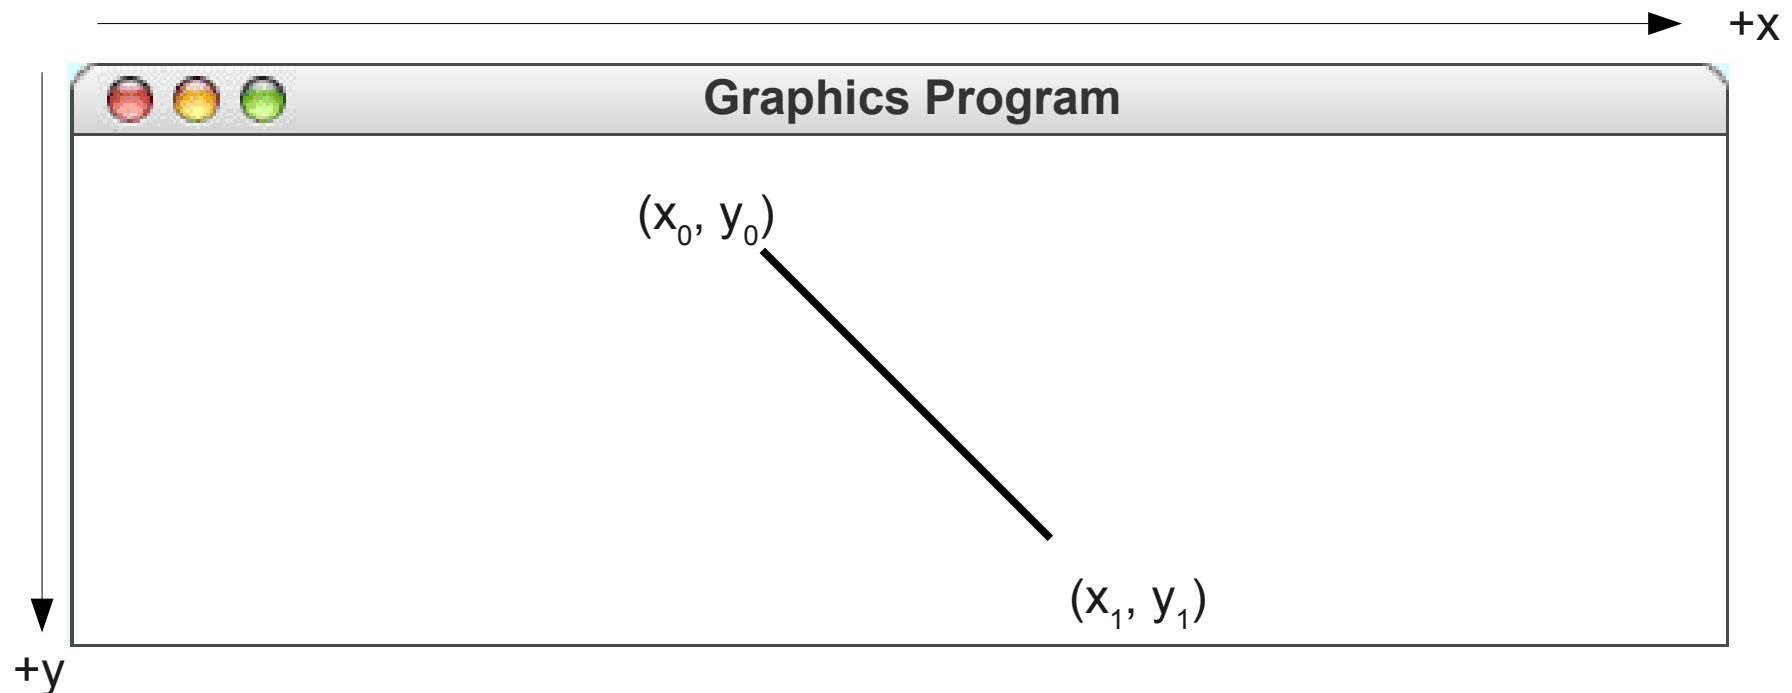 +x
Graphics Program
(x₀, y₀)
(x₁, y₁)
+y